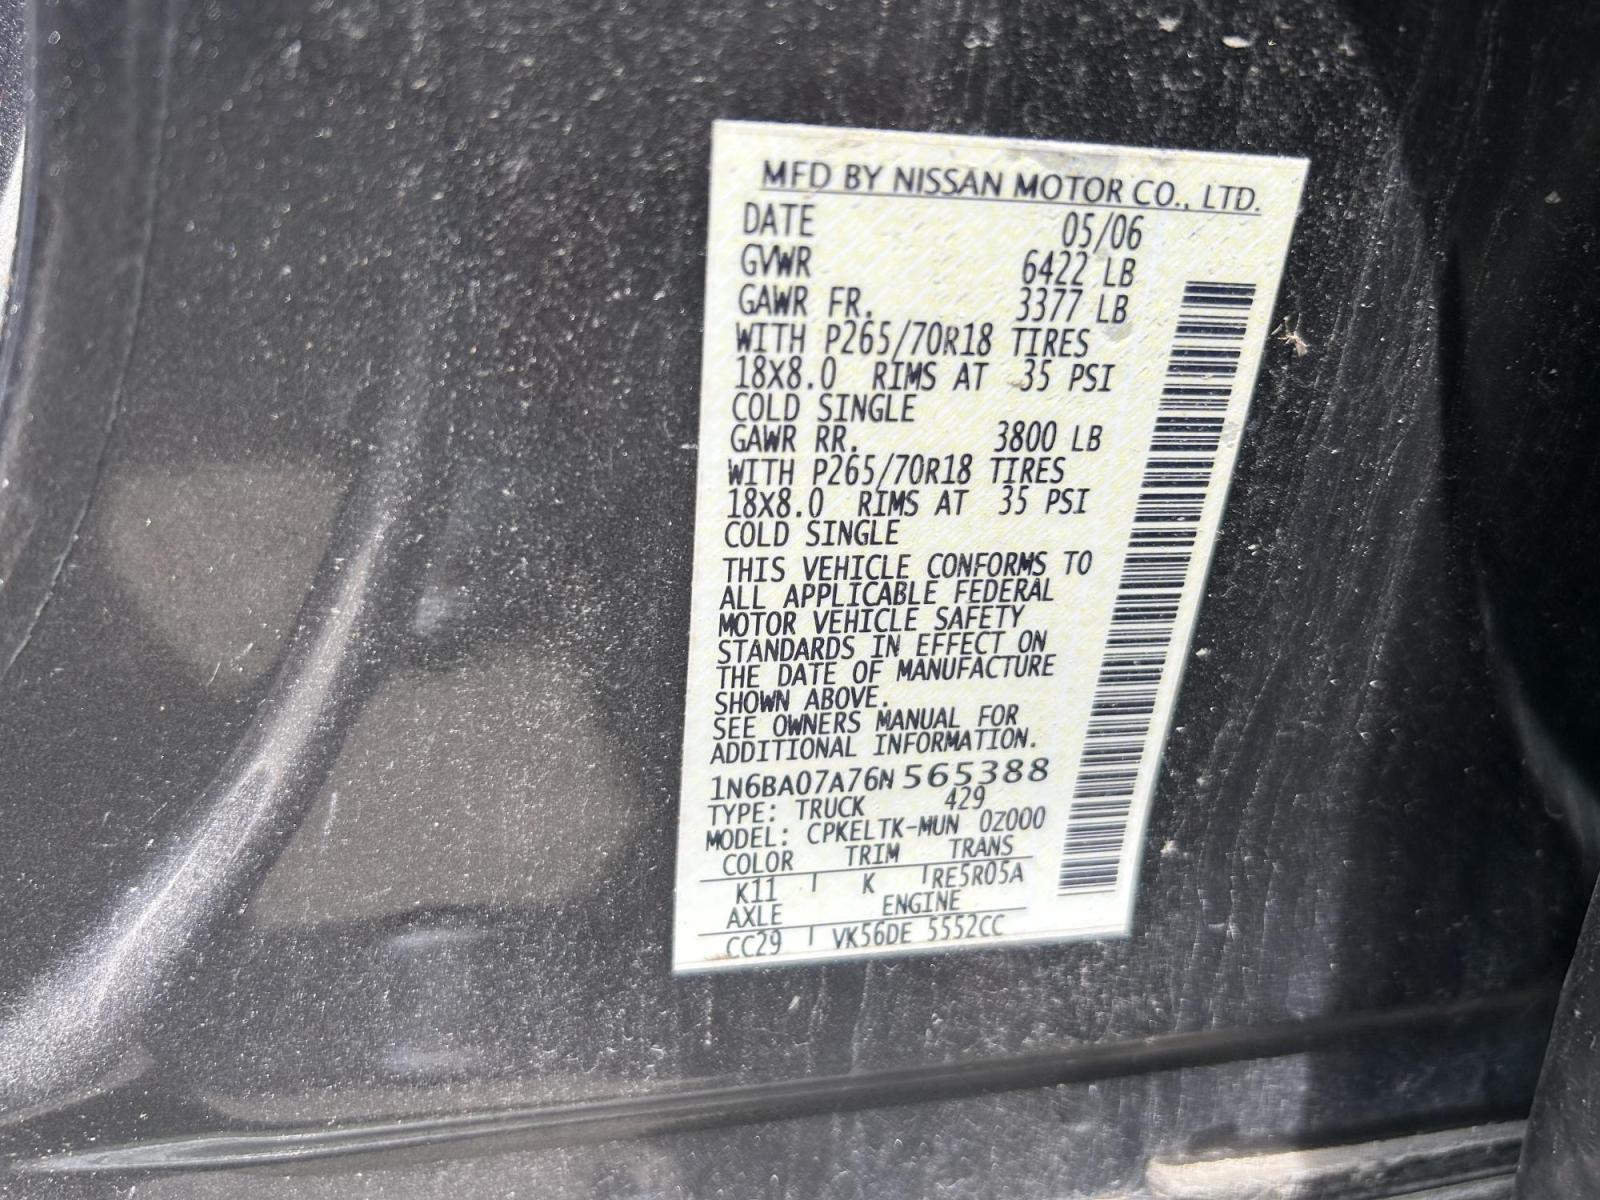 MFD BY NISSAN MOTOR CO., LTD.
DATE 05/06
GVWR 6422 LB
GAWR FR. 3377 LB
WITH P265/70R18 TIRES
18X8.0 RIMS AT 35 PSI
COLD SINGLE
GAWR RR. 3800 LB
WITH P265/70R18 TIRES
18X8.0 RIMS AT 35 PSI
COLD SINGLE
THIS VEHICLE CONFORMS TO
ALL APPLICABLE FEDERAL
MOTOR VEHICLE SAFETY
STANDARDS IN EFFECT ON
THE DATE OF MANUFACTURE
SHOWN ABOVE.
SEE OWNERS MANUAL FOR
ADDITIONAL INFORMATION.
1N6BA07A76N565388
TYPE: TRUCK 429
MODEL: CPKELTK-MUN 0Z000
COLOR TRIM TRANS
K11 K RE5R05A
AXLE ENGINE
CC29 VK56DE 5552CC